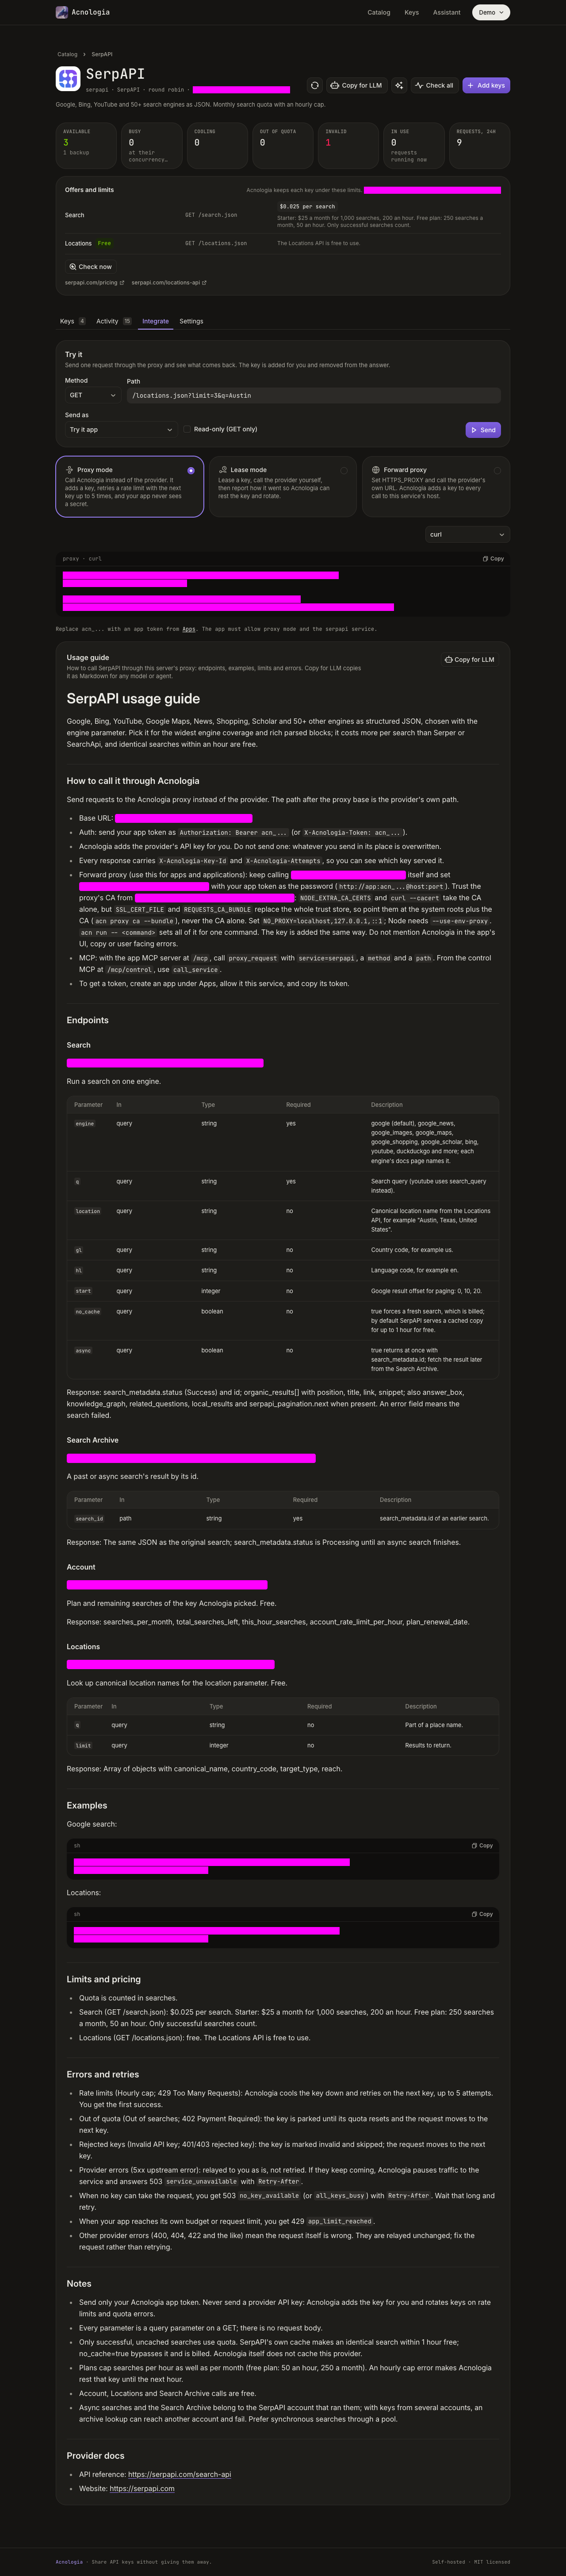 Acnologia
Catalog Keys Assistant Demo
Catalog > SerpAPI
SerpAPI
serpapi · SerpAPI · round robin ·
Copy for LLM Check all Add keys
Google, Bing, YouTube and 50+ search engines as JSON. Monthly search quota with an hourly cap.
AVAILABLE
3
1 backup
BUSY
0
at their
concurrency…
COOLING
0
OUT OF QUOTA
0
INVALID
1
IN USE
0
requests
running now
REQUESTS, 24H
9
Offers and limits
Acnologia keeps each key under these limits.
Search GET /search.json $0.025 per search
Starter: $25 a month for 1,000 searches, 200 an hour. Free plan: 250 searches a
month, 50 an hour. Only successful searches count.
Locations Free GET /locations.json The Locations API is free to use.
Check now
serpapi.com/pricing serpapi.com/locations-api
Keys 4 Activity Integrate Settings
Try it
Send one request through the proxy and see what comes back. The key is added for you and removed from the answer.
Method
GET
Path
/locations.json?limit=3&q=Austin
Send as
Try it app
Read-only (GET only)
Send
Proxy mode
Call Acnologia instead of the provider. It
adds a key, retries a rate limit with the next
key up to 5 times, and your app never sees
a secret.
Lease mode
Lease a key, call the provider yourself,
then report how it went so Acnologia can
rest the key and rotate.
Forward proxy
Set HTTPS_PROXY and call the provider's
own URL. Acnologia adds a key to every
call to this service's host.
curl
proxy · curl Copy
Replace acn_... with an app token from Apps. The app must allow proxy mode and the serpapi service.
Usage guide
How to call SerpAPI through this server's proxy: endpoints, examples, limits and errors. Copy for LLM copies
it as Markdown for any model or agent.
Copy for LLM
SerpAPI usage guide
Google, Bing, YouTube, Google Maps, News, Shopping, Scholar and 50+ other engines as structured JSON, chosen with the
engine parameter. Pick it for the widest engine coverage and rich parsed blocks; it costs more per search than Serper or
SearchApi, and identical searches within an hour are free.
How to call it through Acnologia
Send requests to the Acnologia proxy instead of the provider. The path after the proxy base is the provider's own path.
Base URL:
Auth: send your app token as Authorization: Bearer acn_... (or X-Acnologia-Token: acn_...).
Acnologia adds the provider's API key for you. Do not send one: whatever you send in its place is overwritten.
Every response carries X-Acnologia-Key-Id and X-Acnologia-Attempts, so you can see which key served it.
Forward proxy (use this for apps and applications): keep calling itself and set
with your app token as the password (http://app:acn_...@host:port). Trust the
proxy's CA from : NODE_EXTRA_CA_CERTS and curl --cacert take the CA
alone, but SSL_CERT_FILE and REQUESTS_CA_BUNDLE replace the whole trust store, so point them at the system roots plus the
CA (acn proxy ca --bundle), never the CA alone. Set NO_PROXY=localhost,127.0.0.1,::1; Node needs --use-env-proxy.
acn run -- <command> sets all of it for one command. The key is added the same way. Do not mention Acnologia in the app's
UI, copy or user facing errors.
MCP: with the app MCP server at /mcp, call proxy_request with service=serpapi, a method and a path. From the control
MCP at /mcp/control, use call_service.
To get a token, create an app under Apps, allow it this service, and copy its token.
Endpoints
Search
Run a search on one engine.
Parameter In Type Required Description
engine query string yes google (default), google_news,
google_images, google_maps,
google_shopping, google_scholar, bing,
youtube, duckduckgo and more; each
engine's docs page names it.
q query string yes Search query (youtube uses search_query
instead).
location query string no Canonical location name from the Locations
API, for example "Austin, Texas, United
States".
gl query string no Country code, for example us.
hl query string no Language code, for example en.
start query integer no Google result offset for paging: 0, 10, 20.
no_cache query boolean no true forces a fresh search, which is billed;
by default SerpAPI serves a cached copy
for up to 1 hour for free.
async query boolean no true returns at once with
search_metadata.id; fetch the result later
from the Search Archive.
Response: search_metadata.status (Success) and id; organic_results[] with position, title, link, snippet; also answer_box,
knowledge_graph, related_questions, local_results and serpapi_pagination.next when present. An error field means the
search failed.
Search Archive
A past or async search's result by its id.
Parameter In Type Required Description
search_id path string yes search_metadata.id of an earlier search.
Response: The same JSON as the original search; search_metadata.status is Processing until an async search finishes.
Account
Plan and remaining searches of the key Acnologia picked. Free.
Response: searches_per_month, total_searches_left, this_hour_searches, account_rate_limit_per_hour, plan_renewal_date.
Locations
Look up canonical location names for the location parameter. Free.
Parameter In Type Required Description
q query string no Part of a place name.
limit query integer no Results to return.
Response: Array of objects with canonical_name, country_code, target_type, reach.
Examples
Google search:
sh Copy
Locations:
sh Copy
Limits and pricing
Quota is counted in searches.
Search (GET /search.json): $0.025 per search. Starter: $25 a month for 1,000 searches, 200 an hour. Free plan: 250 searches
a month, 50 an hour. Only successful searches count.
Locations (GET /locations.json): free. The Locations API is free to use.
Errors and retries
Rate limits (Hourly cap; 429 Too Many Requests): Acnologia cools the key down and retries on the next key, up to 5 attempts.
You get the first success.
Out of quota (Out of searches; 402 Payment Required): the key is parked until its quota resets and the request moves to the
next key.
Rejected keys (Invalid API key; 401/403 rejected key): the key is marked invalid and skipped; the request moves to the next
key.
Provider errors (5xx upstream error): relayed to you as is, not retried. If they keep coming, Acnologia pauses traffic to the
service and answers 503 service_unavailable with Retry-After.
When no key can take the request, you get 503 no_key_available (or all_keys_busy) with Retry-After. Wait that long and
retry.
When your app reaches its own budget or request limit, you get 429 app_limit_reached.
Other provider errors (400, 404, 422 and the like) mean the request itself is wrong. They are relayed unchanged; fix the
request rather than retrying.
Notes
Send only your Acnologia app token. Never send a provider API key: Acnologia adds the key for you and rotates keys on rate
limits and quota errors.
Every parameter is a query parameter on a GET; there is no request body.
Only successful, uncached searches use quota. SerpAPI's own cache makes an identical search within 1 hour free;
no_cache=true bypasses it and is billed. Acnologia itself does not cache this provider.
Plans cap searches per hour as well as per month (free plan: 50 an hour, 250 a month). An hourly cap error makes Acnologia
rest that key until the next hour.
Account, Locations and Search Archive calls are free.
Async searches and the Search Archive belong to the SerpAPI account that ran them; with keys from several accounts, an
archive lookup can reach another account and fail. Prefer synchronous searches through a pool.
Provider docs
API reference: https://serpapi.com/search-api
Website: https://serpapi.com
Acnologia · Share API keys without giving them away.
Self-hosted · MIT licensed